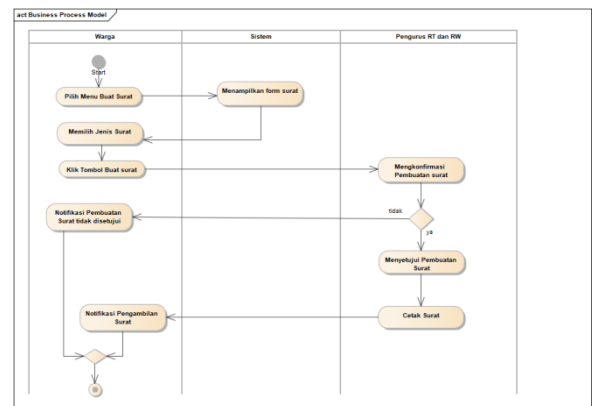 act Business Process Model
Warga
Sistem
Pengurus RT dan RW
Start
Pilih Menu Buat Surat
Menampilkan form surat
Memilih Jenis Surat
Klik Tombol Buat surat
Mengkonfirmasi
Pembuatan surat
tidak
ya
Notifikasi Pembuatan
Surat tidak disetujui
Menyetujui Pembuatan
Surat
Notifikasi Pengambilan
Surat
Cetak Surat